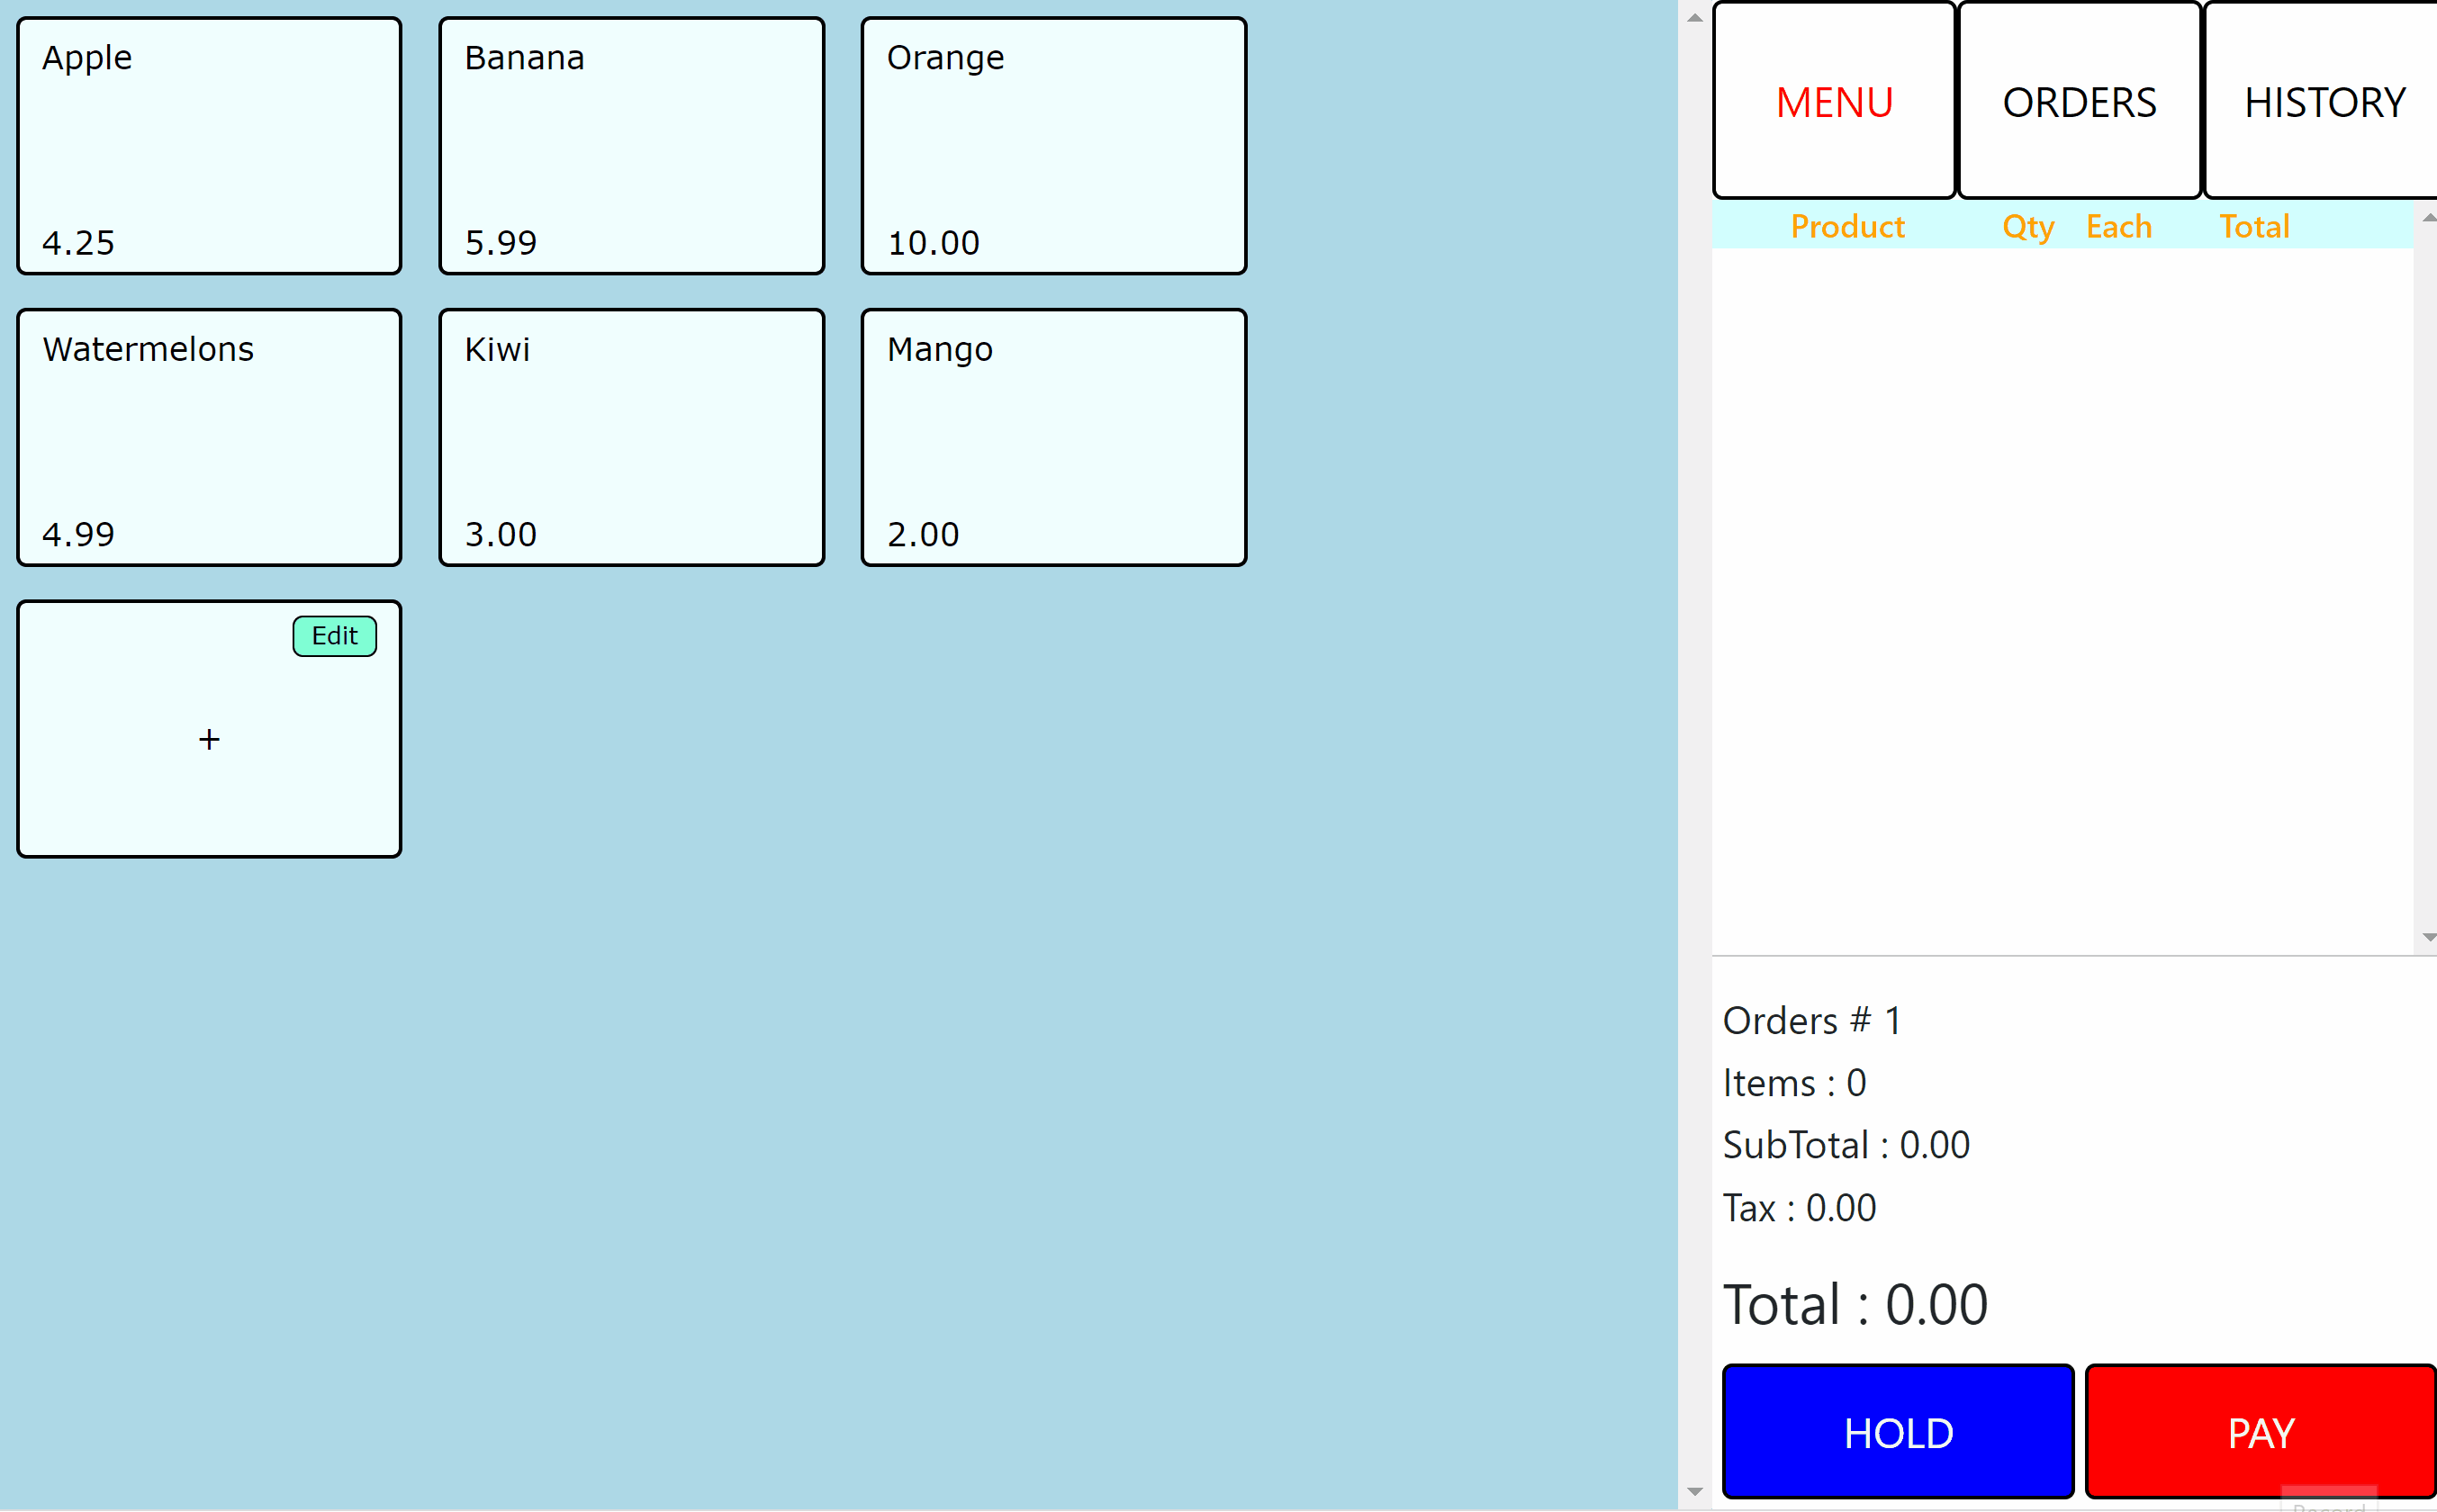 Apple
Banana
Orange
4.25
5.99
10.00
Watermelons
Kiwi
Mango
4.99
3.00
2.00
Edit
+
MENU
ORDERS
HISTORY
Product Qty Each Total
Orders # 1
Items : 0
SubTotal : 0.00
Tax : 0.00
Total : 0.00
HOLD
PAY